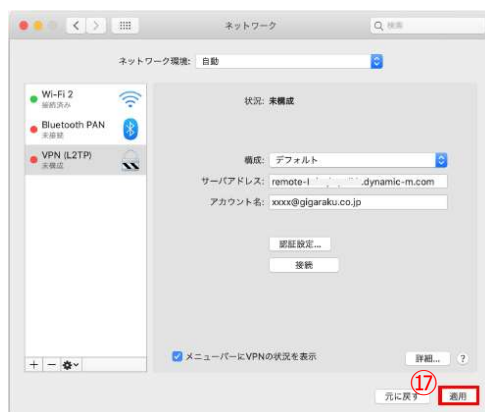 ネットワーク
検索
ネットワーク環境: 自動
Wi-Fi 2
接続済み
Bluetooth PAN
未接続
VPN (L2TP)
未構成
状況: 未構成
構成: デフォルト
サーバアドレス: remote- .dynamic-m.com
アカウント名: xxxx@gigaraku.co.jp
認証設定...
接続
メニューバーにVPNの状況を表示
詳細... ?
⑰
元に戻す 適用